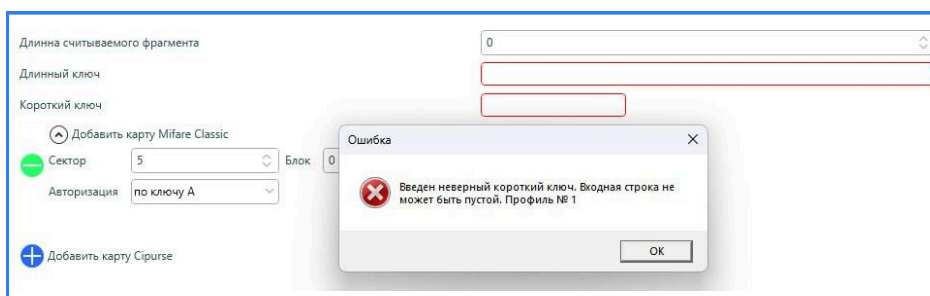 Длинна считываемого фрагмента 0
Длинный ключ
Короткий ключ
Добавить карту Mifare Classic
Сектор 5 Блок 0
Авторизация по ключу A
Добавить карту Cipurse
Ошибка
Введен неверный короткий ключ. Входная строка не
может быть пустой. Профиль № 1
OK